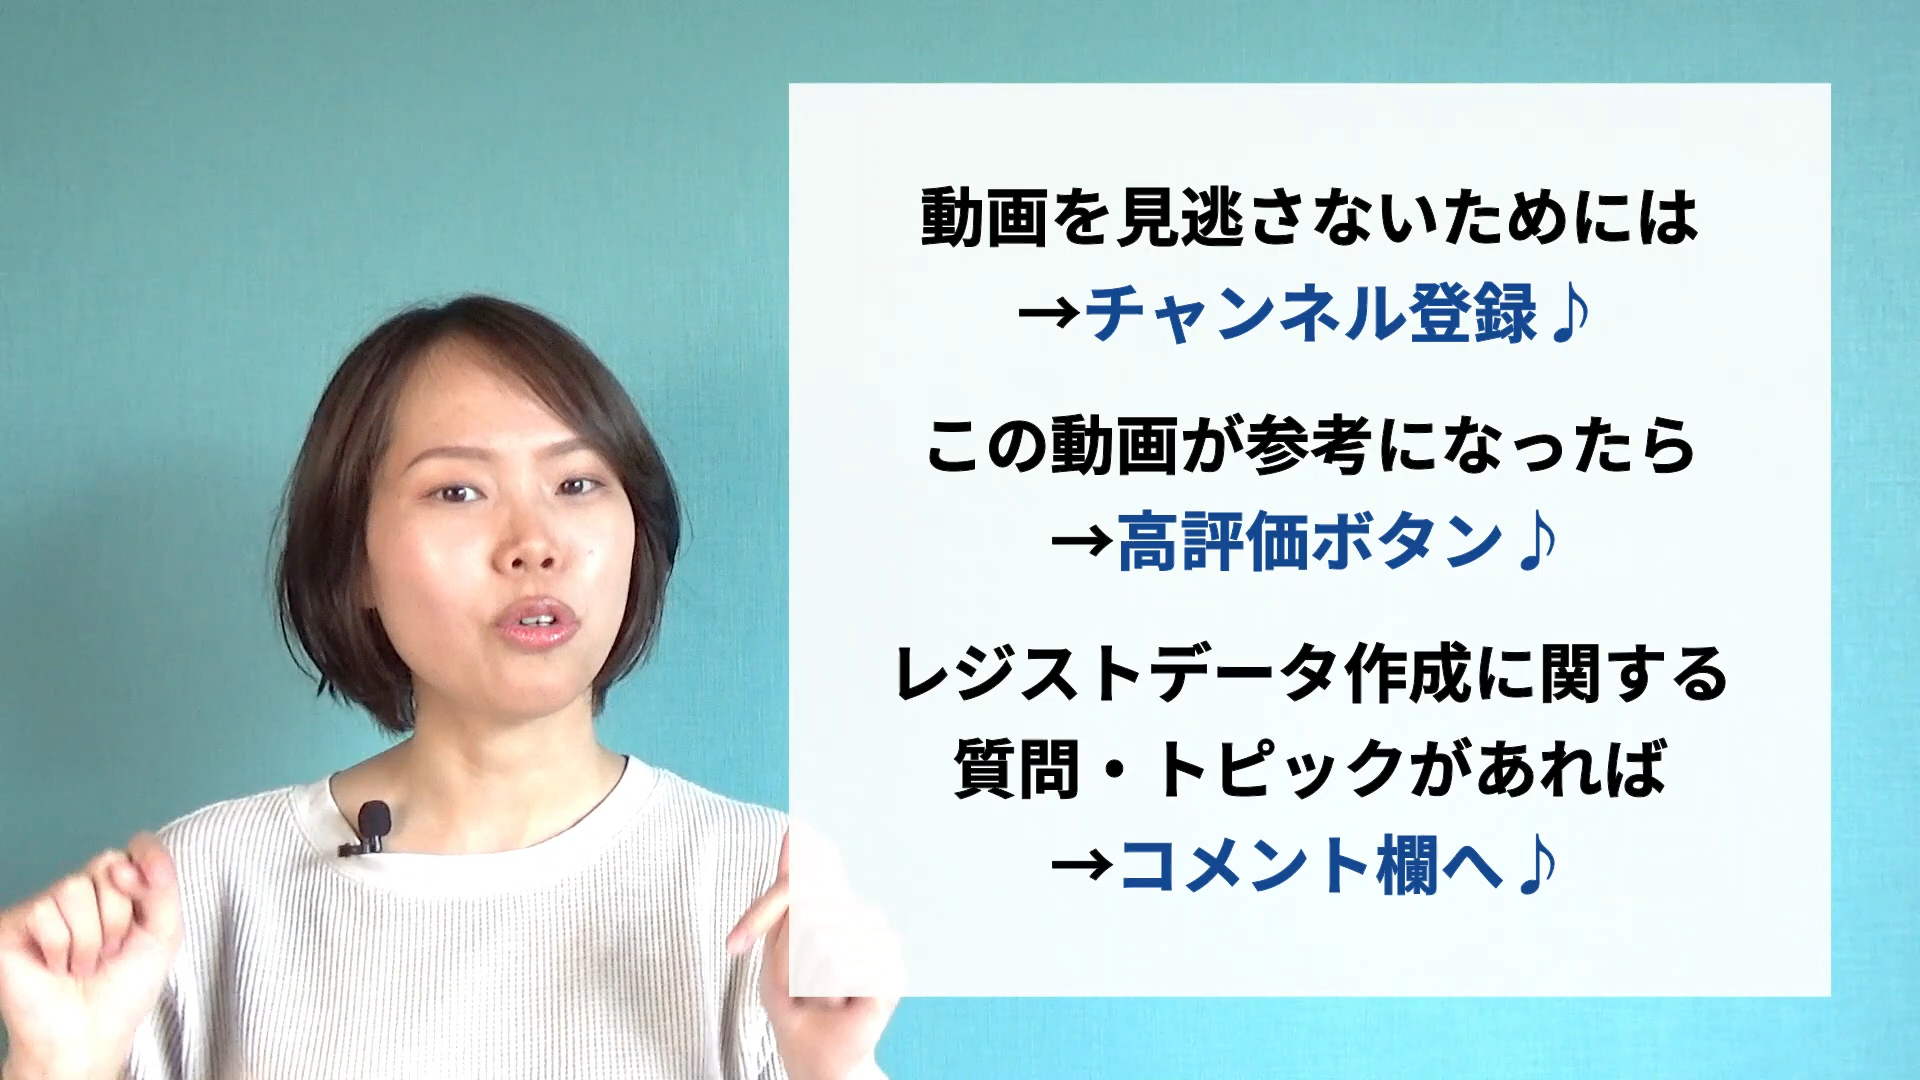 動画を見逃さないためには
→チャンネル登録♪
この動画が参考になったら
→高評価ボタン♪
レジストデータ作成に関する
質問・トピックがあれば
→コメント欄へ♪